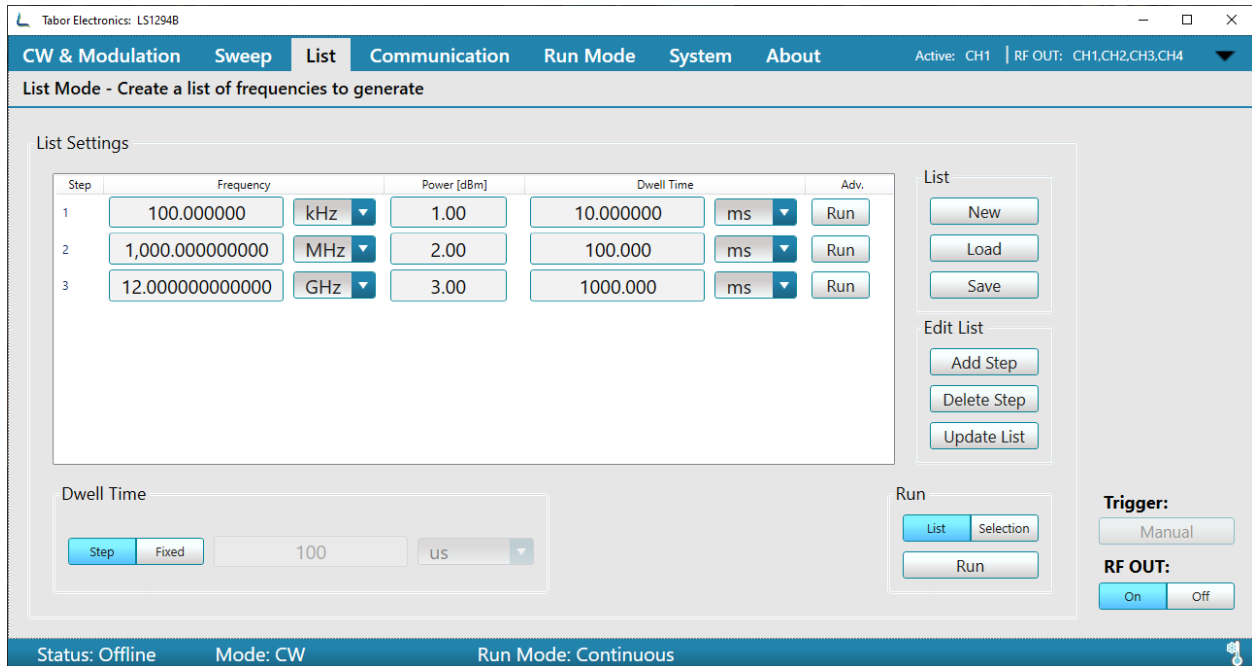 Tabor Electronics: LS1294B
CW & Modulation Sweep List Communication Run Mode System About Active: CH1 | RF OUT: CH1,CH2,CH3,CH4
List Mode - Create a list of frequencies to generate
List Settings
Step Frequency Power [dBm] Dwell Time Adv.
1 100.000000 kHz 1.00 10.000000 ms Run
2 1,000.000000000 MHz 2.00 100.000 ms Run
3 12.000000000000 GHz 3.00 1000.000 ms Run
List
New
Load
Save
Edit List
Add Step
Delete Step
Update List
Dwell Time
Step Fixed 100 us
Run
List Selection
Run
Trigger:
Manual
RF OUT:
On Off
Status: Offline Mode: CW Run Mode: Continuous